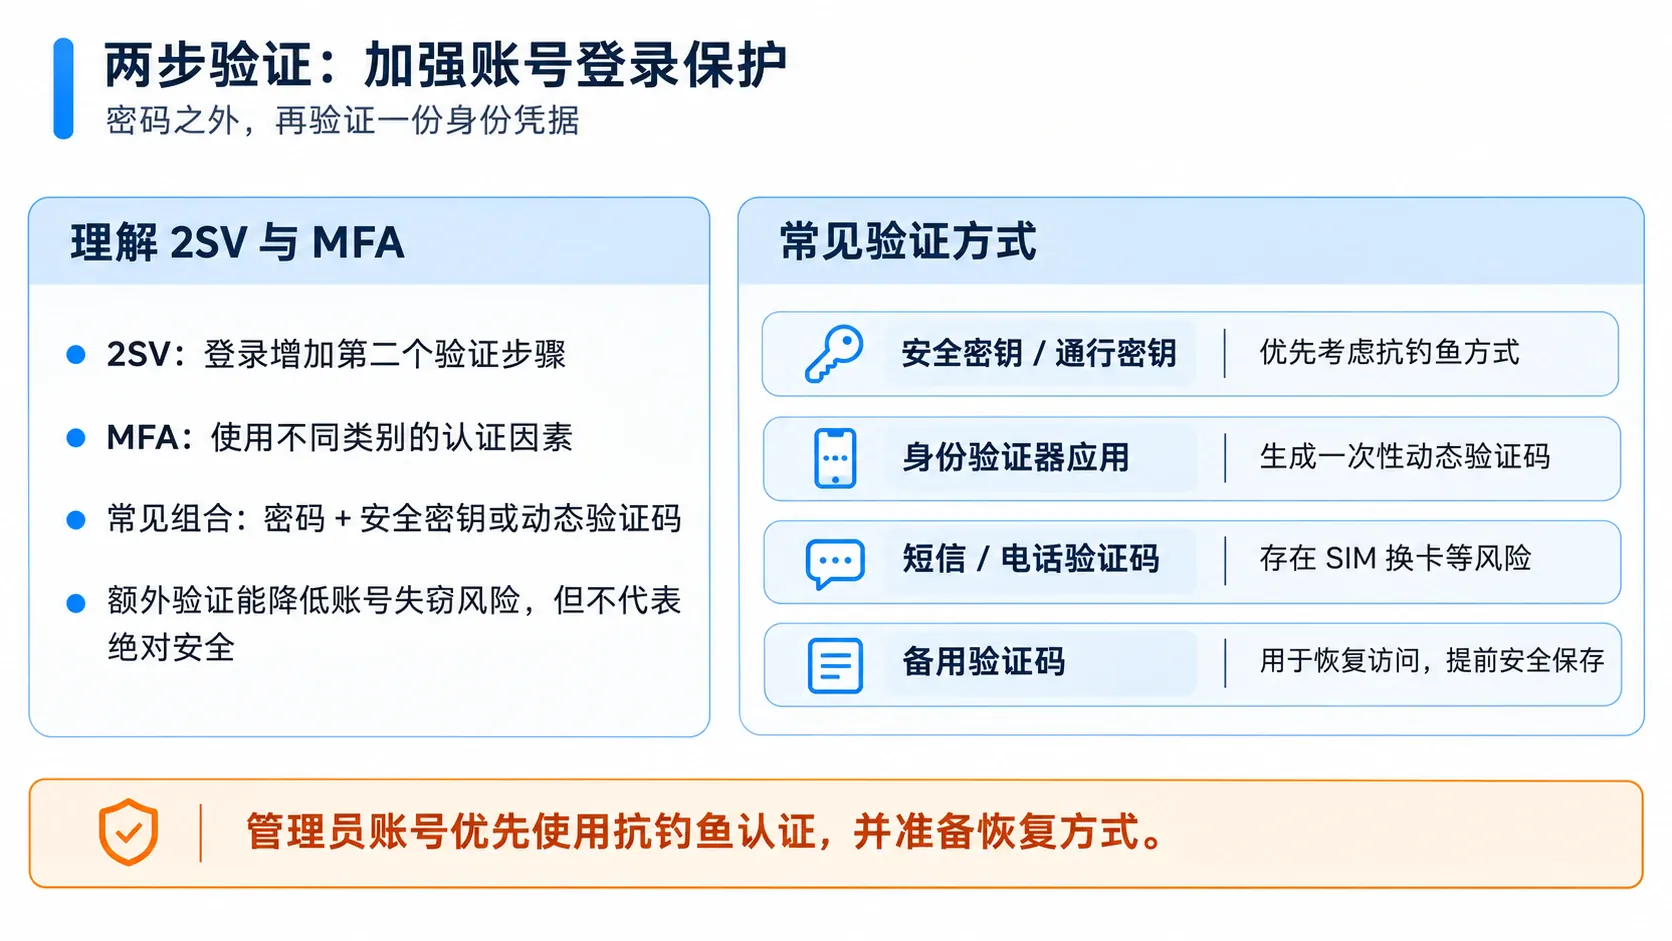 两步验证：加强账号登录保护
密码之外，再验证一份身份凭据
理解 2SV 与 MFA
2SV：登录增加第二个验证步骤
MFA：使用不同类别的认证因素
常见组合：密码 + 安全密钥或动态验证码
额外验证能降低账号失窃风险，但不代表
绝对安全
常见验证方式
安全密钥 / 通行密钥
优先考虑抗钓鱼方式
身份验证器应用
生成一次性动态验证码
短信 / 电话验证码
存在 SIM 换卡等风险
备用验证码
用于恢复访问，提前安全保存
管理员账号优先使用抗钓鱼认证，并准备恢复方式。